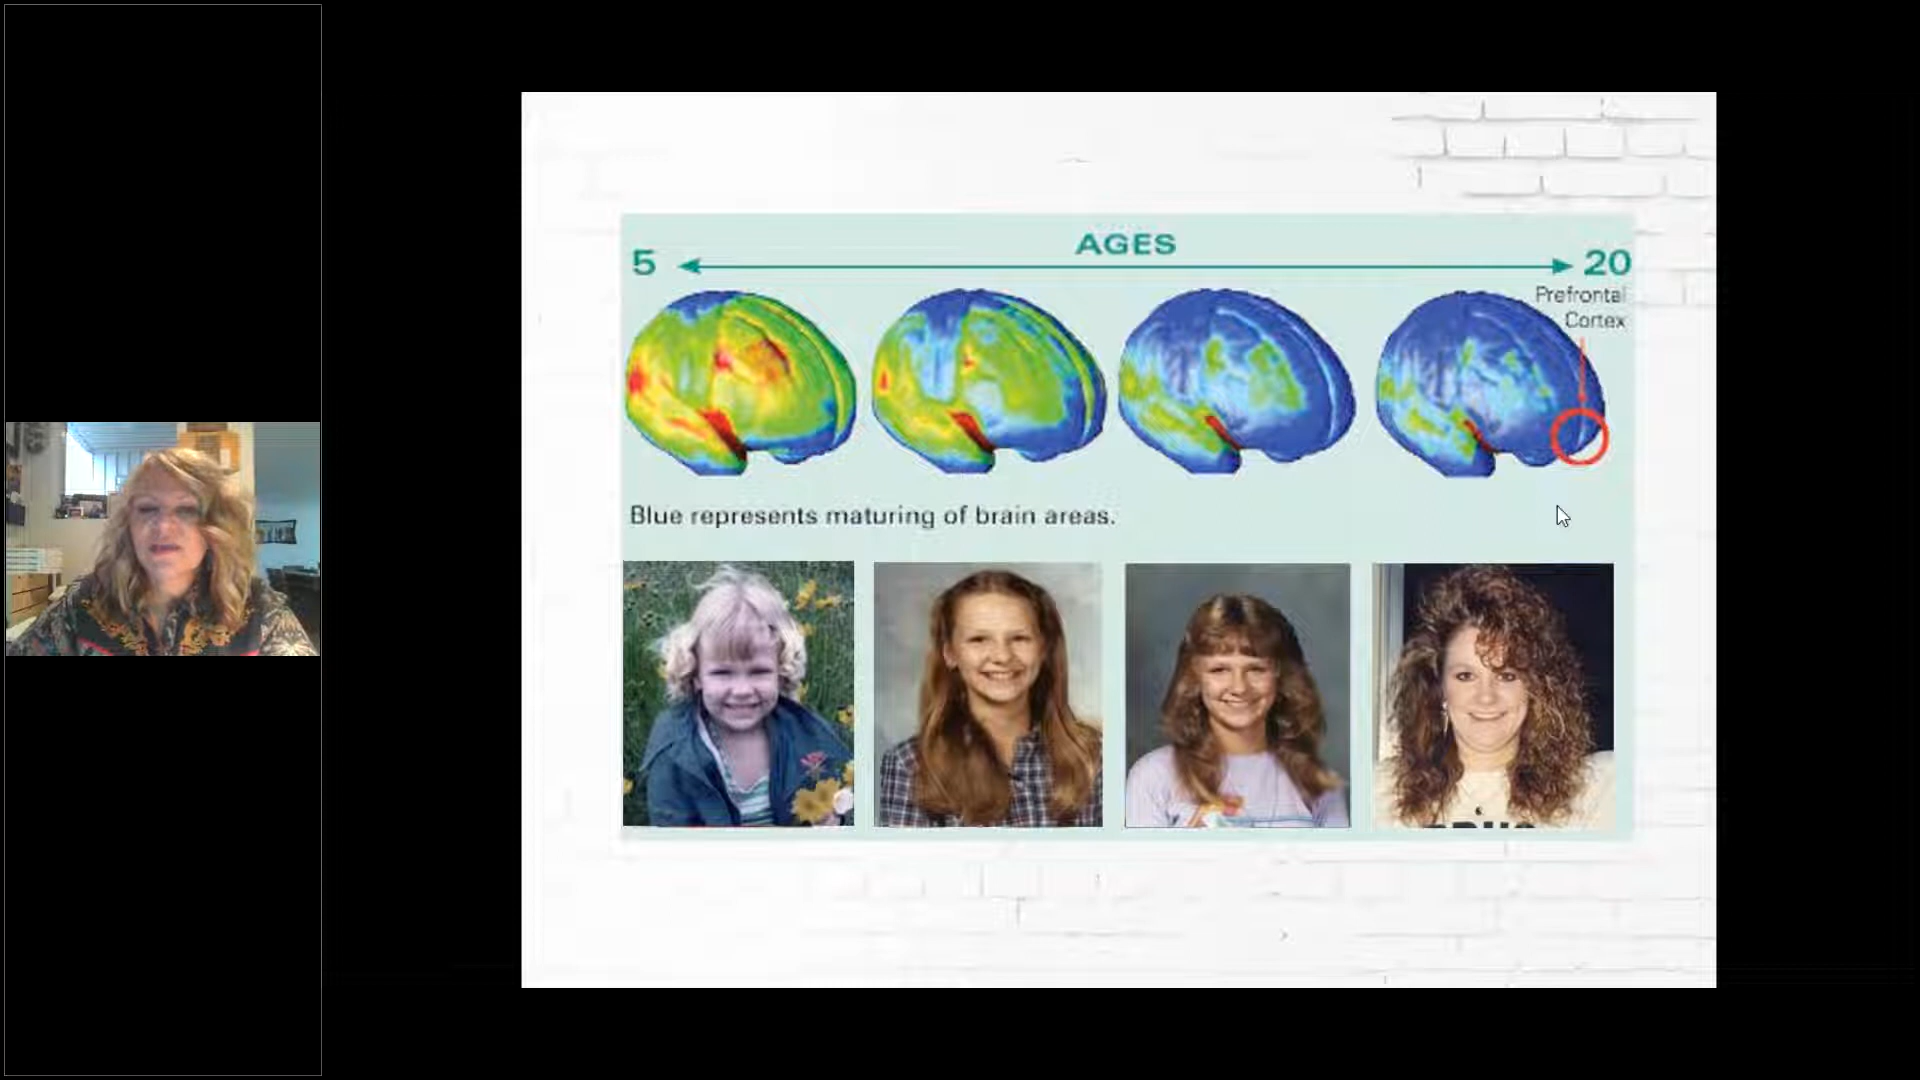 AGES
5
20
Prefrontal
Cortex
Blue represents maturing of brain areas.